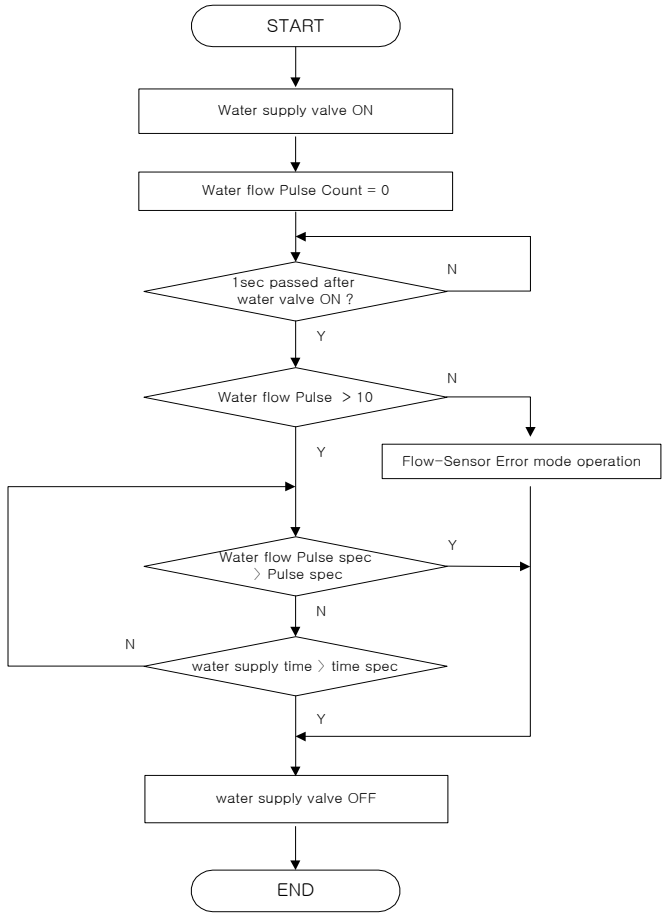 START
Water supply valve ON
Water flow Pulse Count = 0
1sec passed after
water valve ON ?
N
Y
Water flow Pulse > 10
N
Y
Flow-Sensor Error mode operation
Water flow Pulse spec
〉 Pulse spec
Y
N
water supply time 〉 time spec
N
Y
water supply valve OFF
END